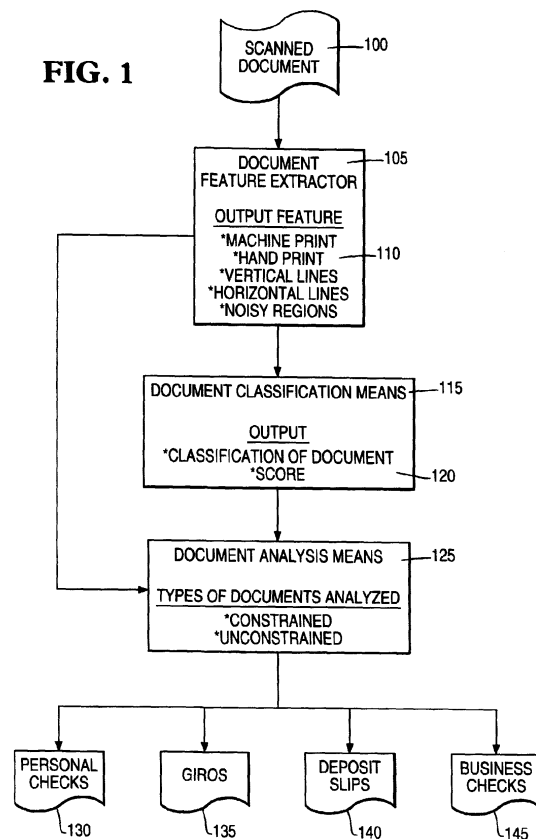 FIG. 1
SCANNED
DOCUMENT
100
DOCUMENT
FEATURE EXTRACTOR
105
OUTPUT FEATURE
*MACHINE PRINT
*HAND PRINT
110
*VERTICAL LINES
*HORIZONTAL LINES
*NOISY REGIONS
DOCUMENT CLASSIFICATION MEANS
115
OUTPUT
*CLASSIFICATION OF DOCUMENT
*SCORE
120
DOCUMENT ANALYSIS MEANS
125
TYPES OF DOCUMENTS ANALYZED
*CONSTRAINED
*UNCONSTRAINED
PERSONAL
CHECKS
130
GIROS
135
DEPOSIT
SLIPS
140
BUSINESS
CHECKS
145